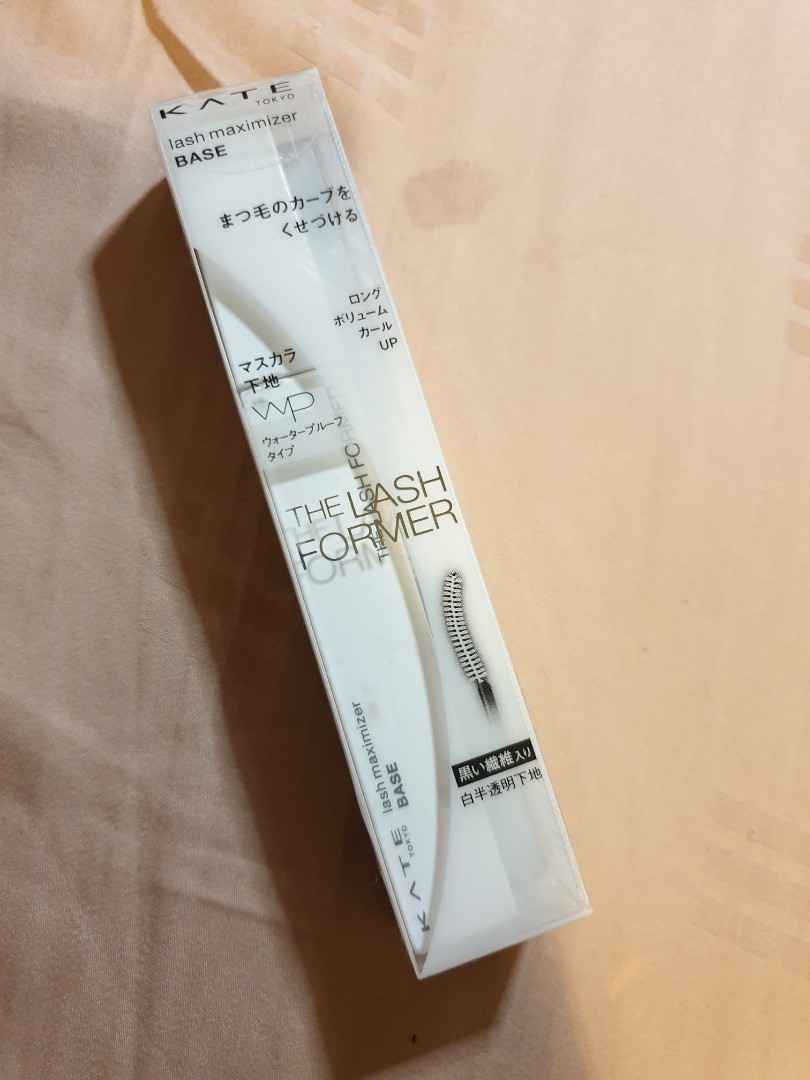 KATE
TOKYO
lash maximizer
BASE
まつ毛のカーブを
くせづける
ロング
ボリューム
カール
UP
マスカラ
下地
WP
ウォータープルーフ
タイプ
THE LASH
FORMER
THE LASH FORMER
黒い繊維入り
白半透明下地
lash maximizer
BASE
KATE
TOKYO